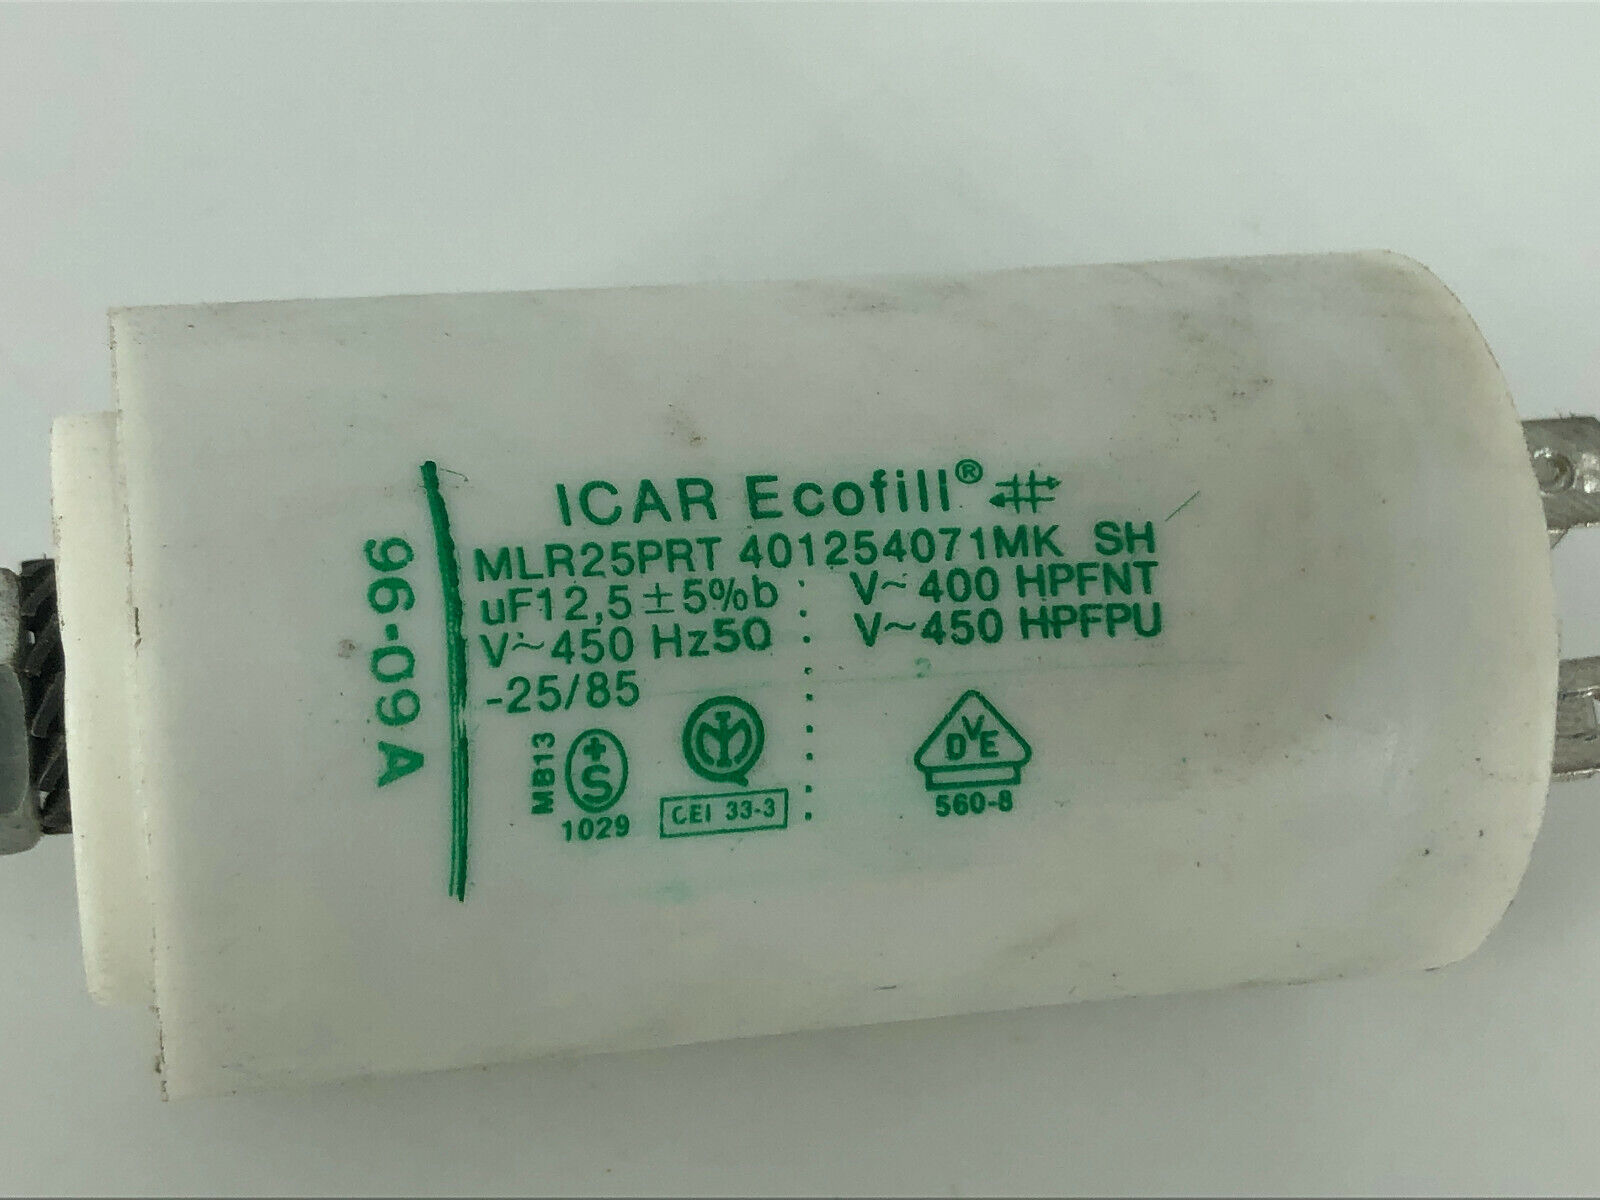 ICAR Ecofill®
MLR25PRT 401254071MK SH
uF12,5 ±5%b : V~ 400 HPFNT
V~450 Hz50 : V~450 HPFPU
-25/85
96-09 A
MB13
+S
1029
CEI 33-3
DVE
560-8